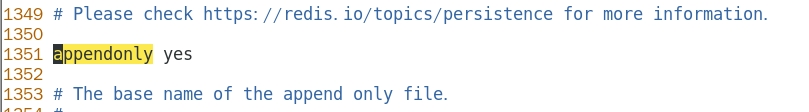 1349 # Please check https://redis.io/topics/persistence for more information.
1350
1351 appendonly yes
1352
1353 # The base name of the append only file.
1354 #